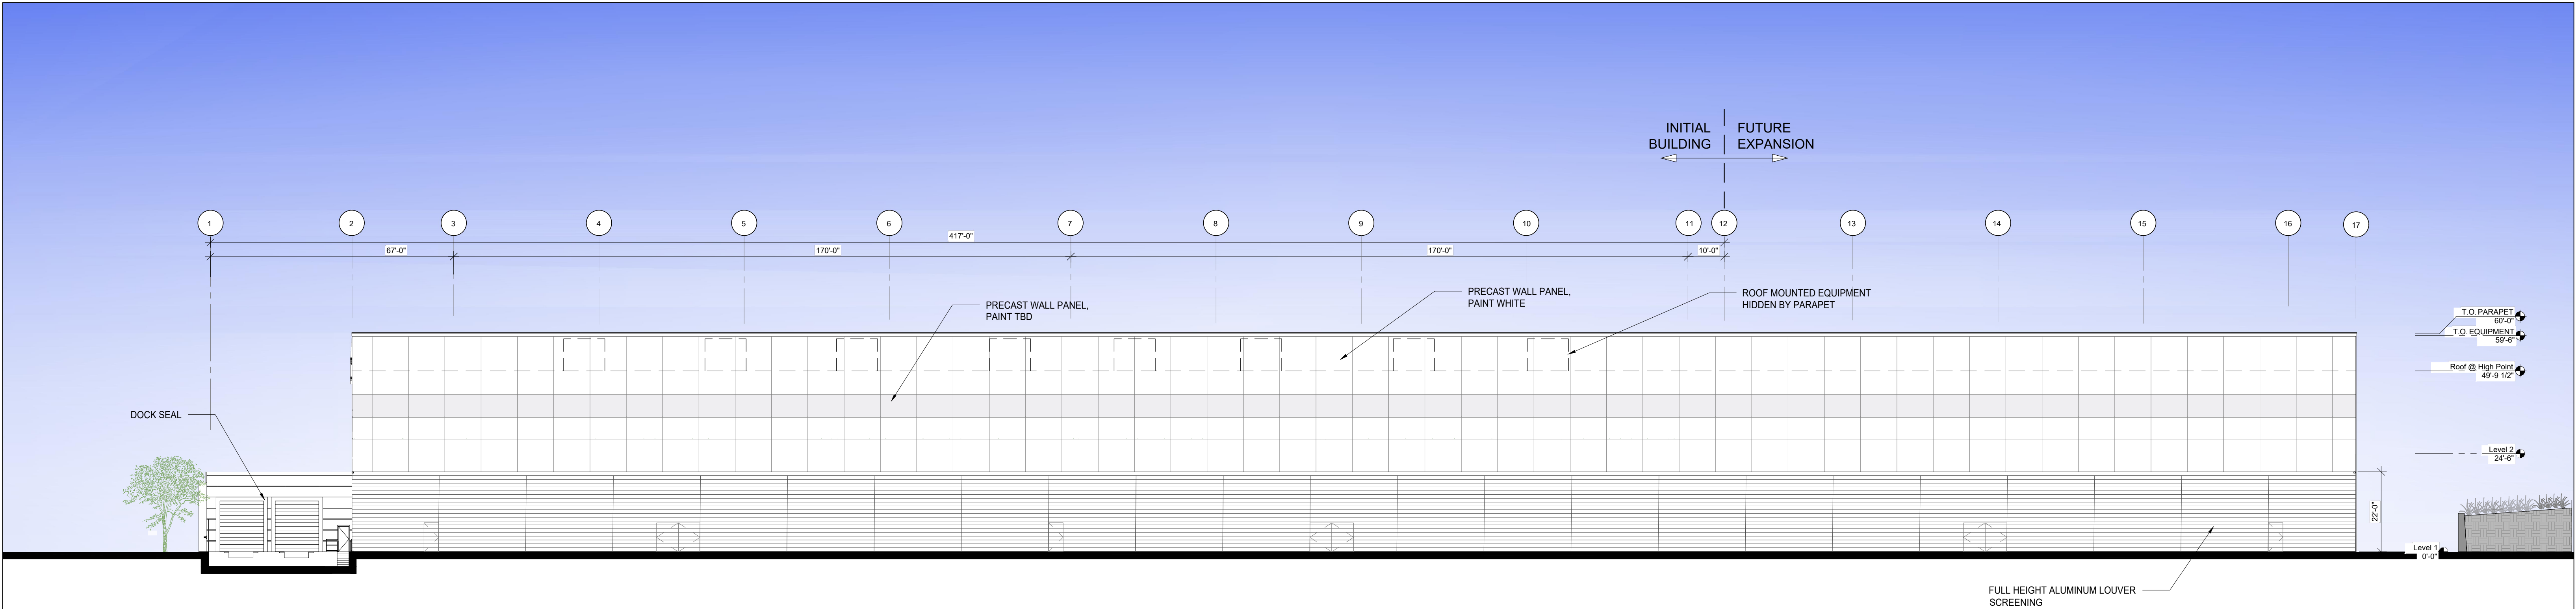 INITIAL
BUILDING
FUTURE
EXPANSION
1
2
3
4
5
6
7
8
9
10
11
12
13
14
15
16
17
417'-0"
67'-0"
170'-0"
170'-0"
10'-0"
PRECAST WALL PANEL,
PAINT TBD
PRECAST WALL PANEL,
PAINT WHITE
ROOF MOUNTED EQUIPMENT
HIDDEN BY PARAPET
T.O. PARAPET
60'-0"
T.O. EQUIPMENT
59'-6"
Roof @ High Point
49'-9 1/2"
DOCK SEAL
Level 2
24'-6"
22'-0"
Level 1
0'-0"
FULL HEIGHT ALUMINUM LOUVER
SCREENING